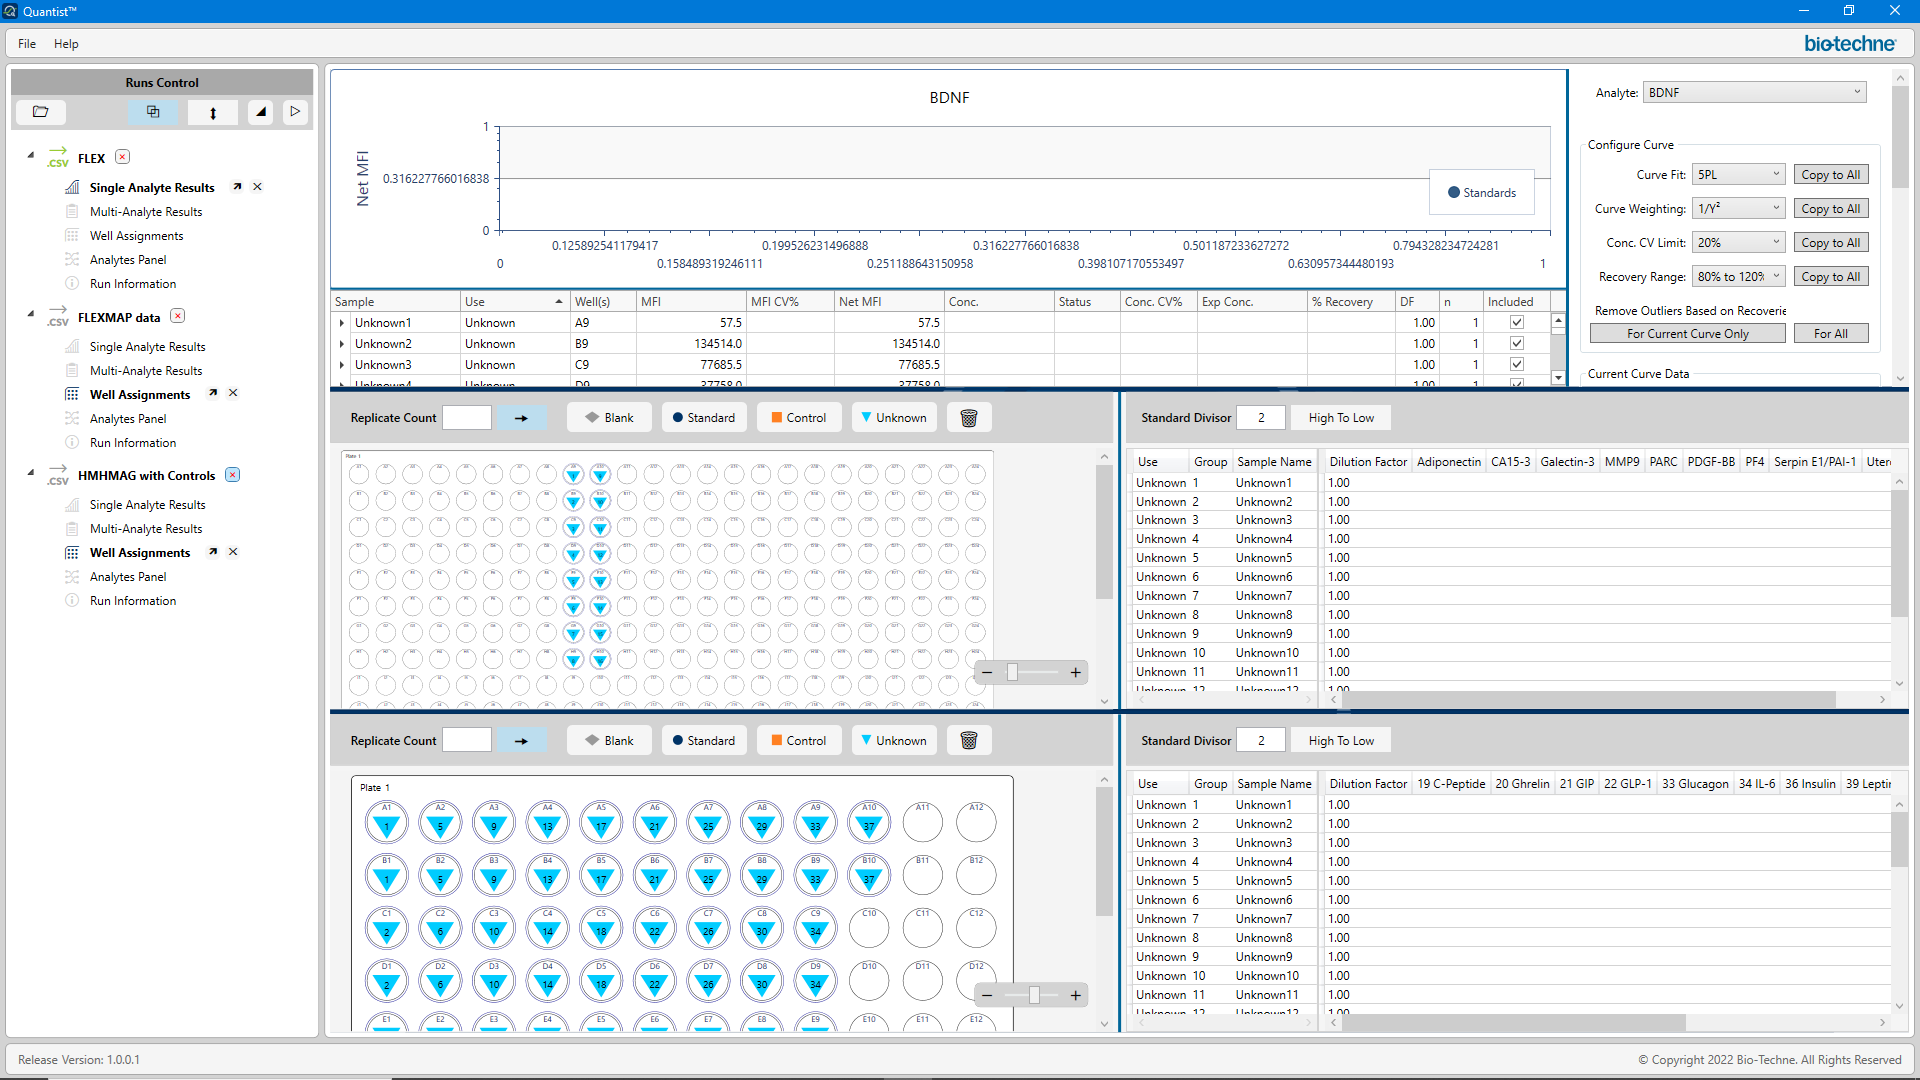 Quantist™
File Help
bio-techne
Runs Control
FLEX
Single Analyte Results
Multi-Analyte Results
Well Assignments
Analytes Panel
Run Information
FLEXMAP data
Single Analyte Results
Multi-Analyte Results
Well Assignments
Analytes Panel
Run Information
HMHMAG with Controls
Single Analyte Results
Multi-Analyte Results
Well Assignments
Analytes Panel
Run Information
BDNF
Net MFI
1
0.316227766016838
0
Standards
0.125892541179417 0.199526231496888 0.316227766016838 0.5011872336272 0.794328234724281
0 0.158489319246111 0.251188643150958 0.398107170553497 0.630957344480193 1
Sample Use Well(s) MFI MFI CV% Net MFI Conc. Status Conc. CV% Exp Conc. % Recovery DF n Included
Unknown1 Unknown A9 57.5 57.5 1.00 1
Unknown2 Unknown B9 134514.0 134514.0 1.00 1
Unknown3 Unknown C9 77685.5 77685.5 1.00 1
Unknown4 Unknown D9 37758.0 37758.0 1.00 1
Analyte: BDNF
Configure Curve
Curve Fit: 5PL Copy to All
Curve Weighting: 1/Y² Copy to All
Conc. CV Limit: 20% Copy to All
Recovery Range: 80% to 120% Copy to All
Remove Outliers Based on Recoverie
For Current Curve Only For All
Current Curve Data
Replicate Count Blank Standard Control Unknown
Plate 1
Standard Divisor 2 High To Low
Use Group Sample Name Dilution Factor Adiponectin CA15-3 Galectin-3 MMP9 PARC PDGF-BB PF4 Serpin E1/PAI-1 Uter
Unknown 1 Unknown1 1.00
Unknown 2 Unknown2 1.00
Unknown 3 Unknown3 1.00
Unknown 4 Unknown4 1.00
Unknown 5 Unknown5 1.00
Unknown 6 Unknown6 1.00
Unknown 7 Unknown7 1.00
Unknown 8 Unknown8 1.00
Unknown 9 Unknown9 1.00
Unknown 10 Unknown10 1.00
Unknown 11 Unknown11 1.00
Unknown 12 Unknown12 1.00
Replicate Count Blank Standard Control Unknown
Plate 1
A1 A2 A3 A4 A5 A6 A7 A8 A9 A10 A11 A12
1 5 9 13 17 21 25 29 33 37
B1 B2 B3 B4 B5 B6 B7 B8 B9 B10 B11 B12
1 5 9 13 17 21 25 29 33 37
C1 C2 C3 C4 C5 C6 C7 C8 C9 C10 C11 C12
2 6 10 14 18 22 26 30 34
D1 D2 D3 D4 D5 D6 D7 D8 D9 D10 D11 D12
2 6 10 14 18 22 26 30 34
E1 E2 E3 E4 E5 E6 E7 E8 E9 E10 E11 E12
Standard Divisor 2 High To Low
Use Group Sample Name Dilution Factor 19 C-Peptide 20 Ghrelin 21 GIP 22 GLP-1 33 Glucagon 34 IL-6 36 Insulin 39 Leptin
Unknown 1 Unknown1 1.00
Unknown 2 Unknown2 1.00
Unknown 3 Unknown3 1.00
Unknown 4 Unknown4 1.00
Unknown 5 Unknown5 1.00
Unknown 6 Unknown6 1.00
Unknown 7 Unknown7 1.00
Unknown 8 Unknown8 1.00
Unknown 9 Unknown9 1.00
Unknown 10 Unknown10 1.00
Unknown 11 Unknown11 1.00
Unknown 12 Unknown12 1.00
Release Version: 1.0.0.1
© Copyright 2022 Bio-Techne. All Rights Reserved